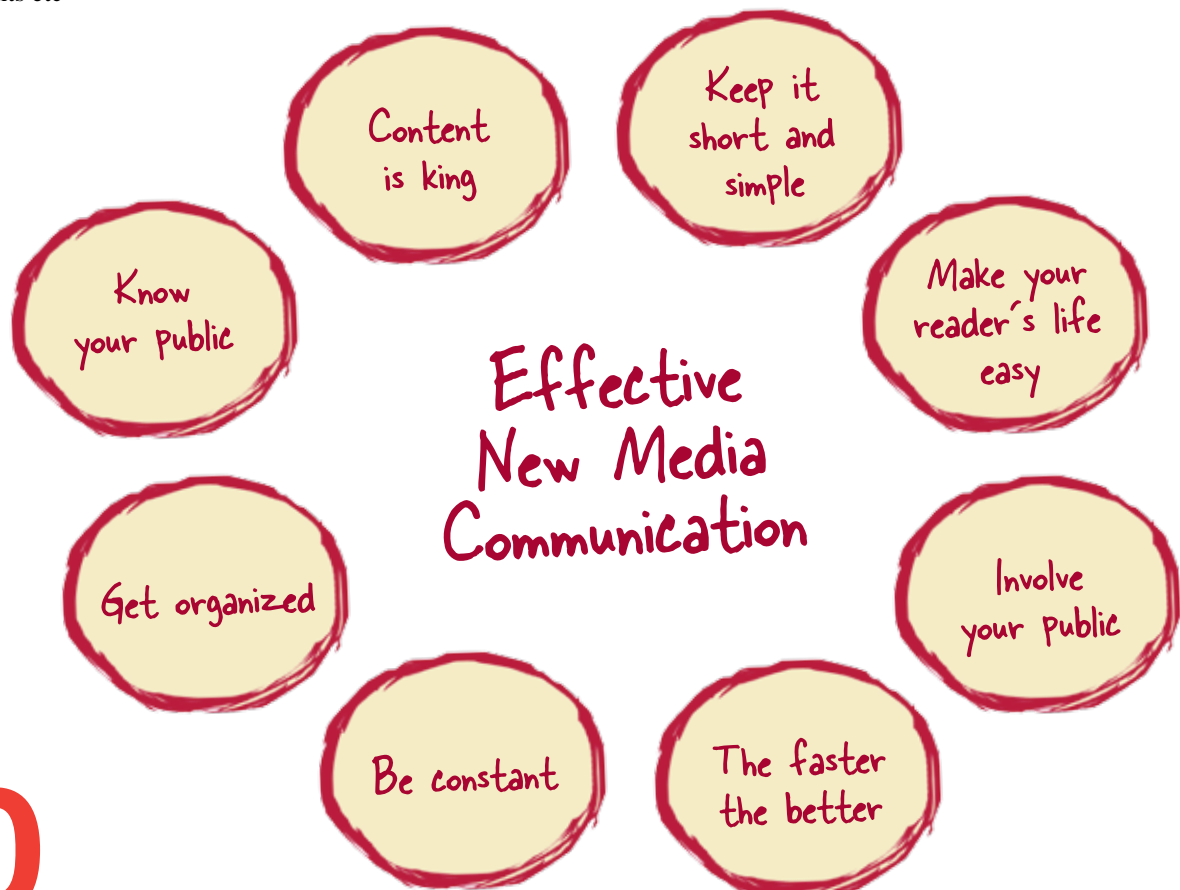 Content
is king
Keep it
short and
simple
Know
your public
Make your
reader´s life
easy
Effective
New Media
Communication
Get organized
Involve
your public
Be constant
The faster
the better